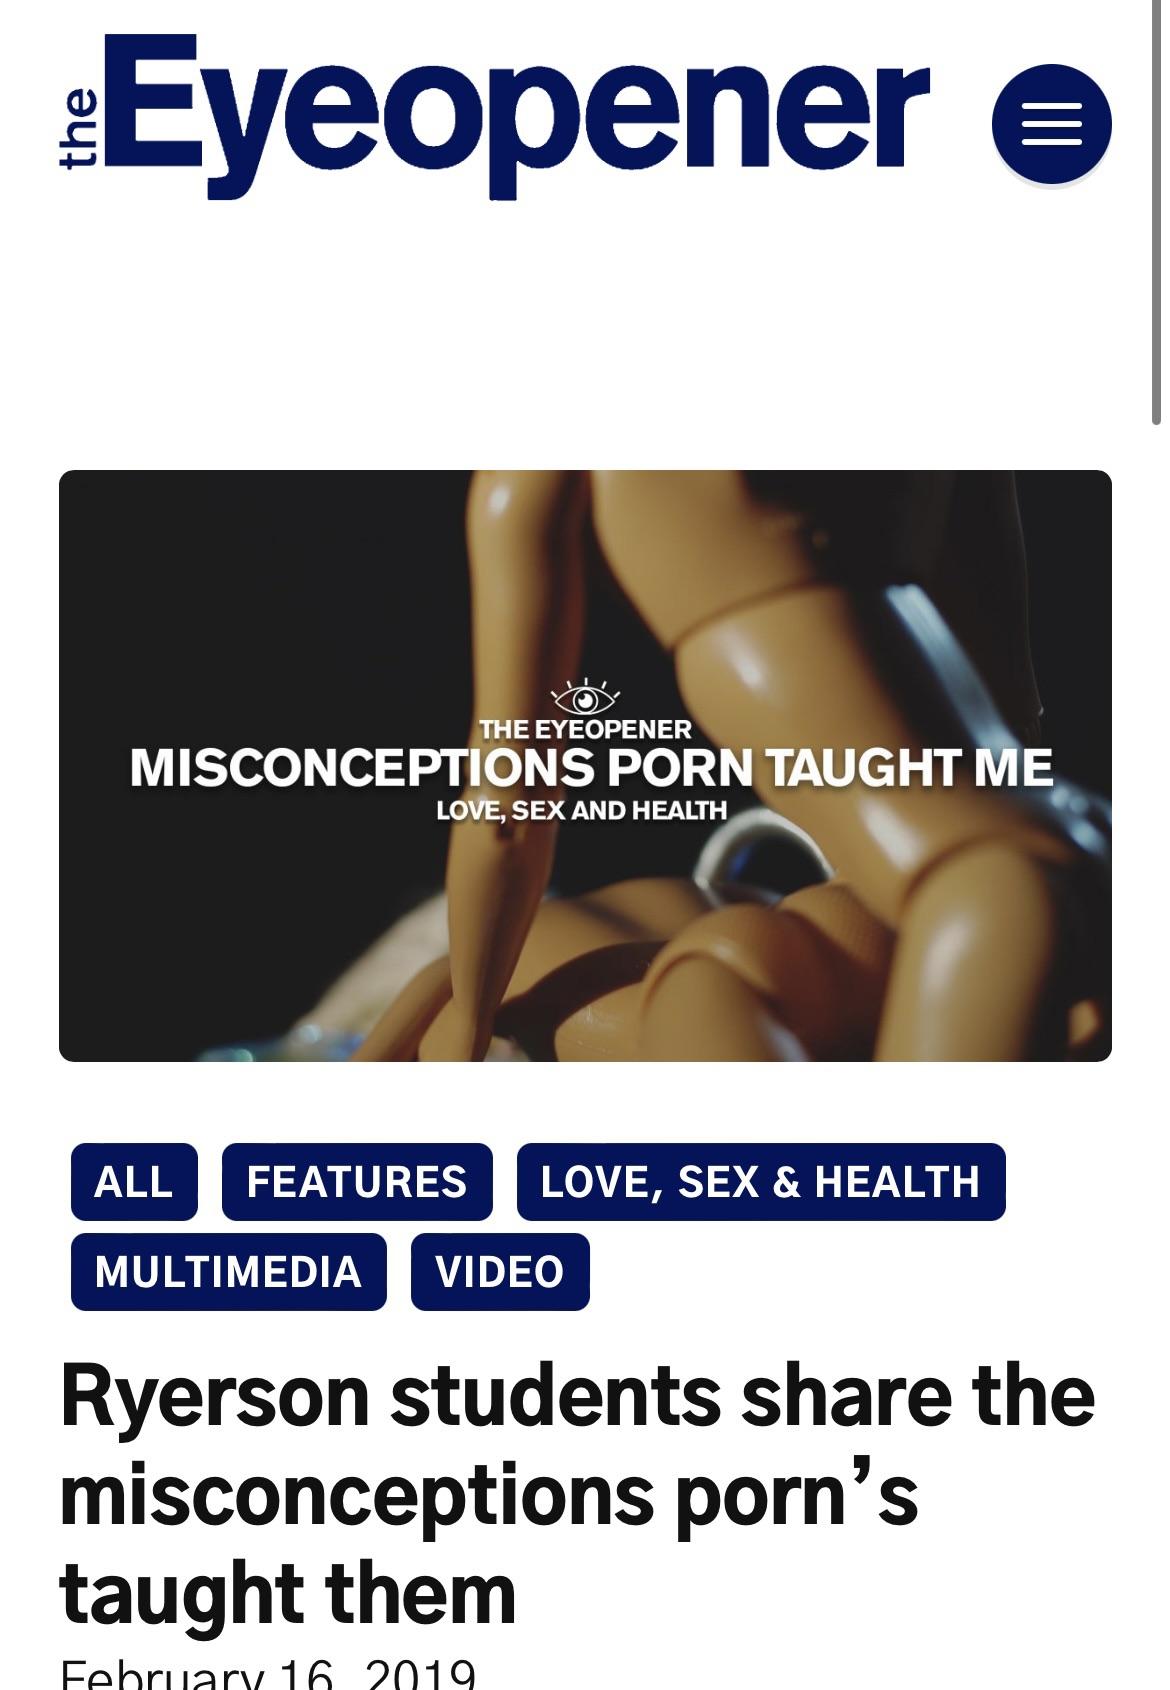 the Eyeopener
THE EYEOPENER
MISCONCEPTIONS PORN TAUGHT ME
LOVE, SEX AND HEALTH
ALL FEATURES LOVE, SEX & HEALTH
MULTIMEDIA VIDEO
Ryerson students share the
misconceptions porn’s
taught them
February 16, 2019